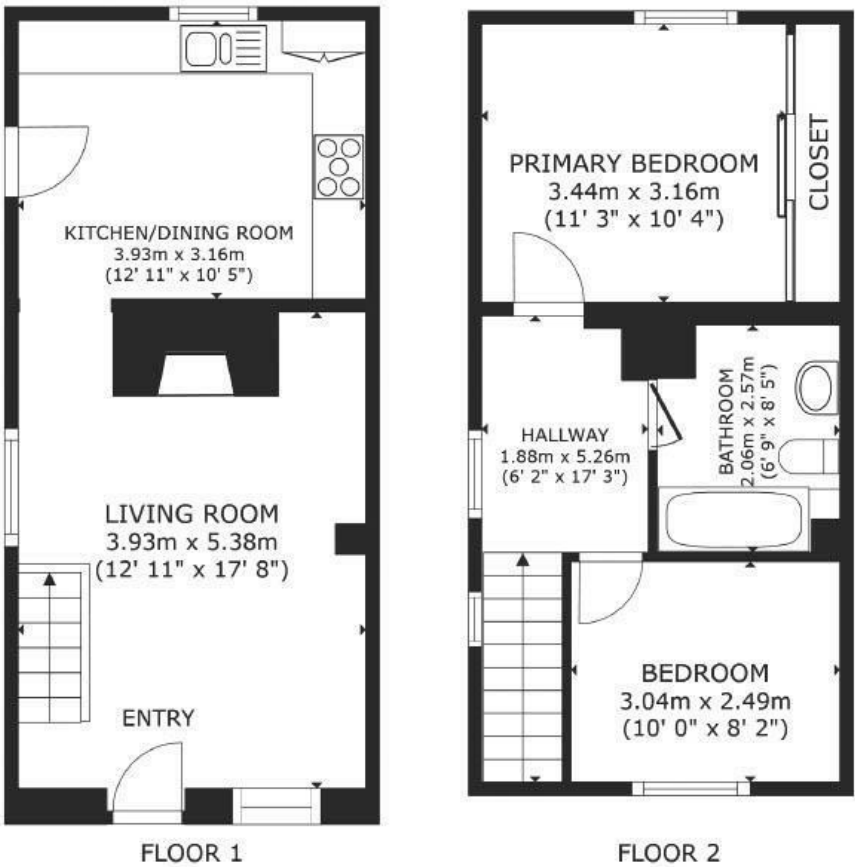 KITCHEN/DINING ROOM
3.93m x 3.16m
(12' 11" x 10' 5")
LIVING ROOM
3.93m x 5.38m
(12' 11" x 17' 8")
ENTRY
FLOOR 1
PRIMARY BEDROOM
3.44m x 3.16m
(11' 3" x 10' 4")
CLOSET
HALLWAY
1.88m x 5.26m
(6' 2" x 17' 3")
BATHROOM
2.06m x 2.57m
(6' 9" x 8' 5")
BEDROOM
3.04m x 2.49m
(10' 0" x 8' 2")
FLOOR 2